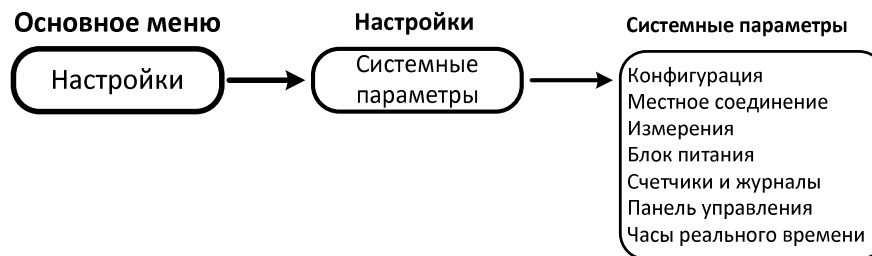 Основное меню
Настройки
Настройки
Системные
параметры
Системные параметры
Конфигурация
Местное соединение
Измерения
Блок питания
Счетчики и журналы
Панель управления
Часы реального времени